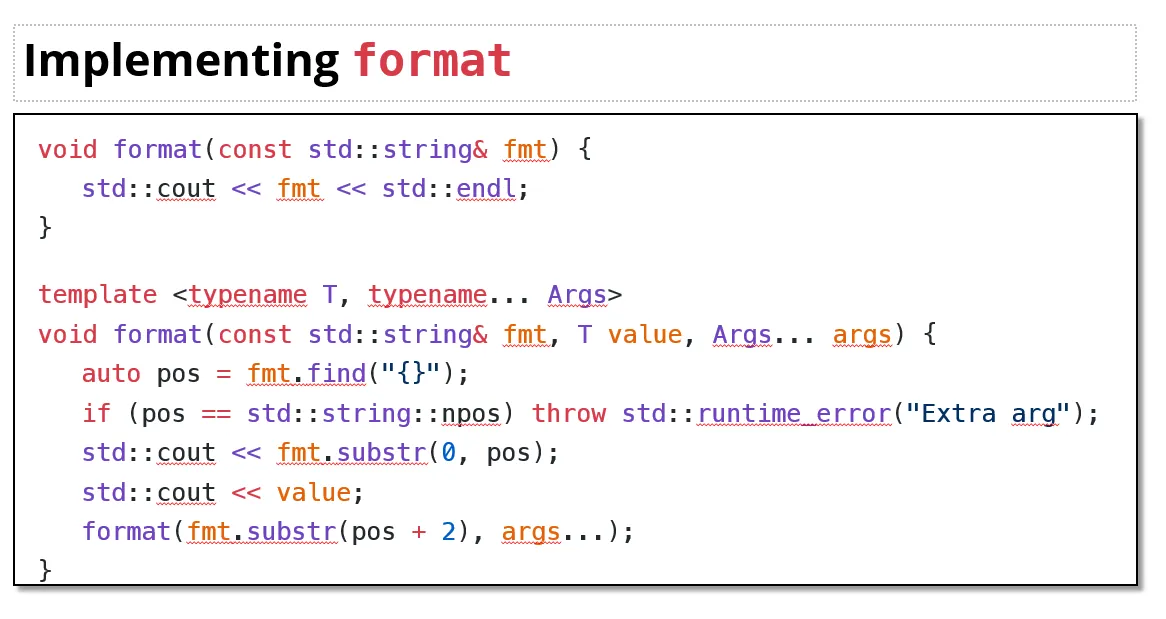 Implementing format
void format(const std::string& fmt) {
std::cout << fmt << std::endl;
}
template <typename T, typename... Args>
void format(const std::string& fmt, T value, Args... args) {
auto pos = fmt.find("{}");
if (pos == std::string::npos) throw std::runtime_error("Extra arg");
std::cout << fmt.substr(0, pos);
std::cout << value;
format(fmt.substr(pos + 2), args...);
}